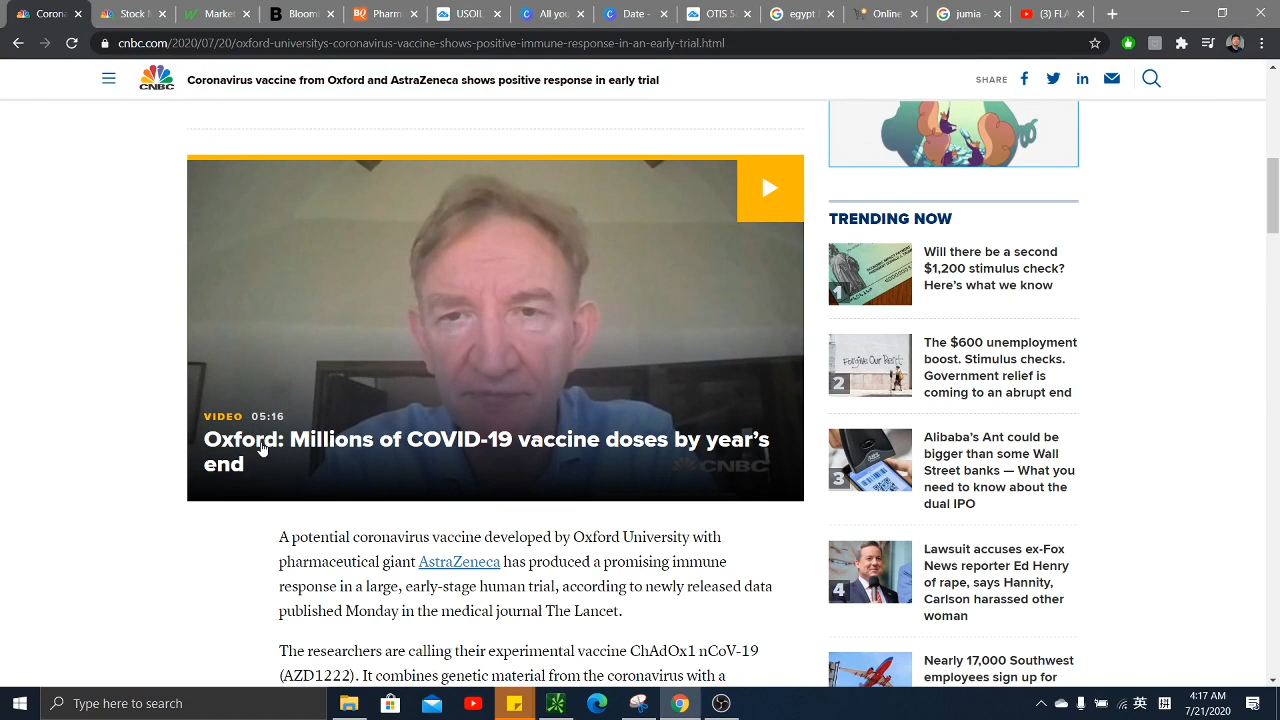 Corona
Stock
Market
Bloom
Pharm
USOIL
All you
Date -
OTIS 5
egypt
Online
jumia
(3) FLA
cnbc.com/2020/07/20/oxford-universitys-coronavirus-vaccine-shows-positive-immune-response-in-an-early-trial.html
CNBC
Coronavirus vaccine from Oxford and AstraZeneca shows positive response in early trial
SHARE
VIDEO 05:16
Oxford: Millions of COVID-19 vaccine doses by year's
end
CNBC
A potential coronavirus vaccine developed by Oxford University with
pharmaceutical giant AstraZeneca has produced a promising immune
response in a large, early-stage human trial, according to newly released data
published Monday in the medical journal The Lancet.
The researchers are calling their experimental vaccine ChAdOx1 nCoV-19
(AZD1222). It combines genetic material from the coronavirus with a
TRENDING NOW
1
Will there be a second
$1,200 stimulus check?
Here's what we know
Forgive Our Rent
2
The $600 unemployment
boost. Stimulus checks.
Government relief is
coming to an abrupt end
3
Alibaba's Ant could be
bigger than some Wall
Street banks — What you
need to know about the
dual IPO
4
Lawsuit accuses ex-Fox
News reporter Ed Henry
of rape, says Hannity,
Carlson harassed other
woman
Nearly 17,000 Southwest
employees sign up for
Type here to search
英
拼
4:17 AM
7/21/2020